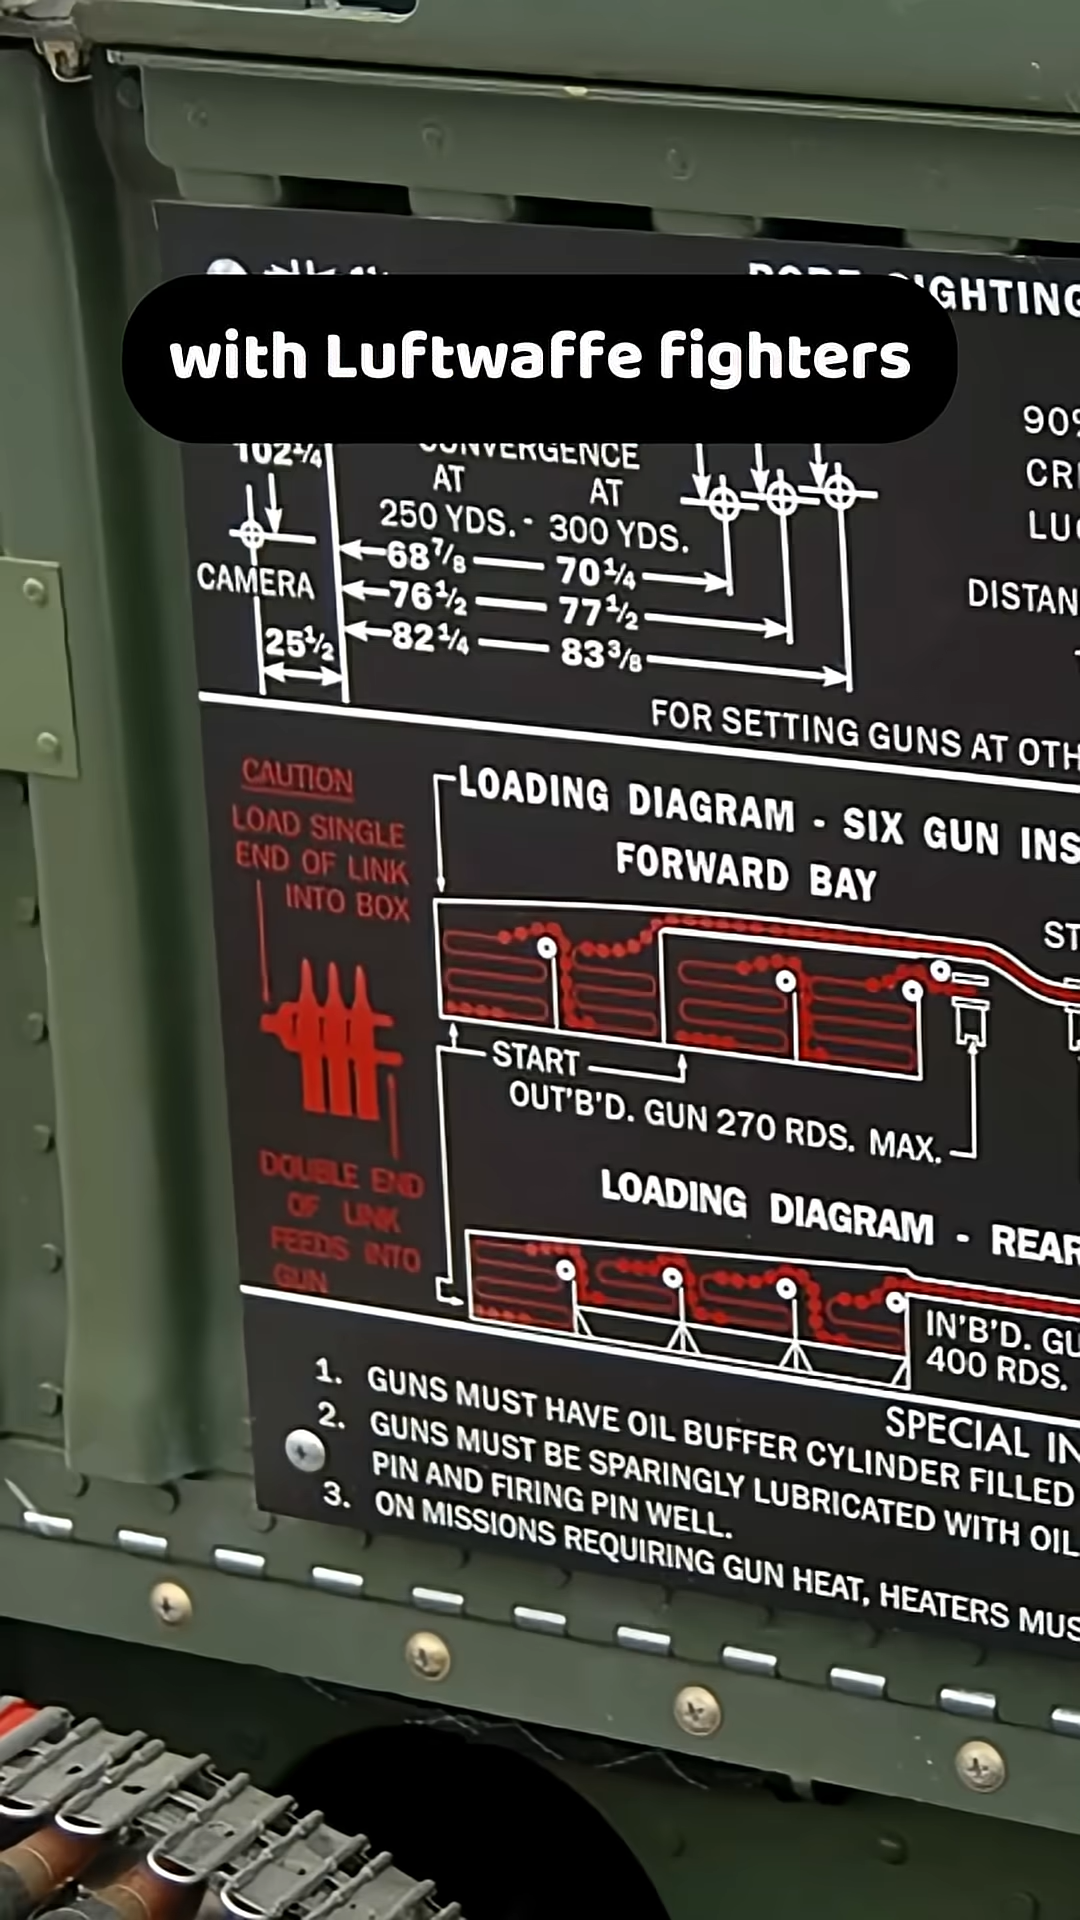 with Luftwaffe fighters
102¼
CONVERGENCE
AT AT
250 YDS. - 300 YDS.
CAMERA
68⅞ 70¼
76½ 77½
82¼ 83⅜
25½
90%
DISTAN
FOR SETTING GUNS AT OTH
CAUTION
LOAD SINGLE
END OF LINK
INTO BOX
LOADING DIAGRAM - SIX GUN INS
FORWARD BAY
ST
START
OUT'B'D. GUN 270 RDS. MAX.
DOUBLE END
OF LINK
FEEDS INTO
GUN
LOADING DIAGRAM - REAR
IN'B'D. GU
400 RDS.
SPECIAL IN
1. GUNS MUST HAVE OIL BUFFER CYLINDER FILLED
2. GUNS MUST BE SPARINGLY LUBRICATED WITH OIL
PIN AND FIRING PIN WELL.
3. ON MISSIONS REQUIRING GUN HEAT, HEATERS MUS